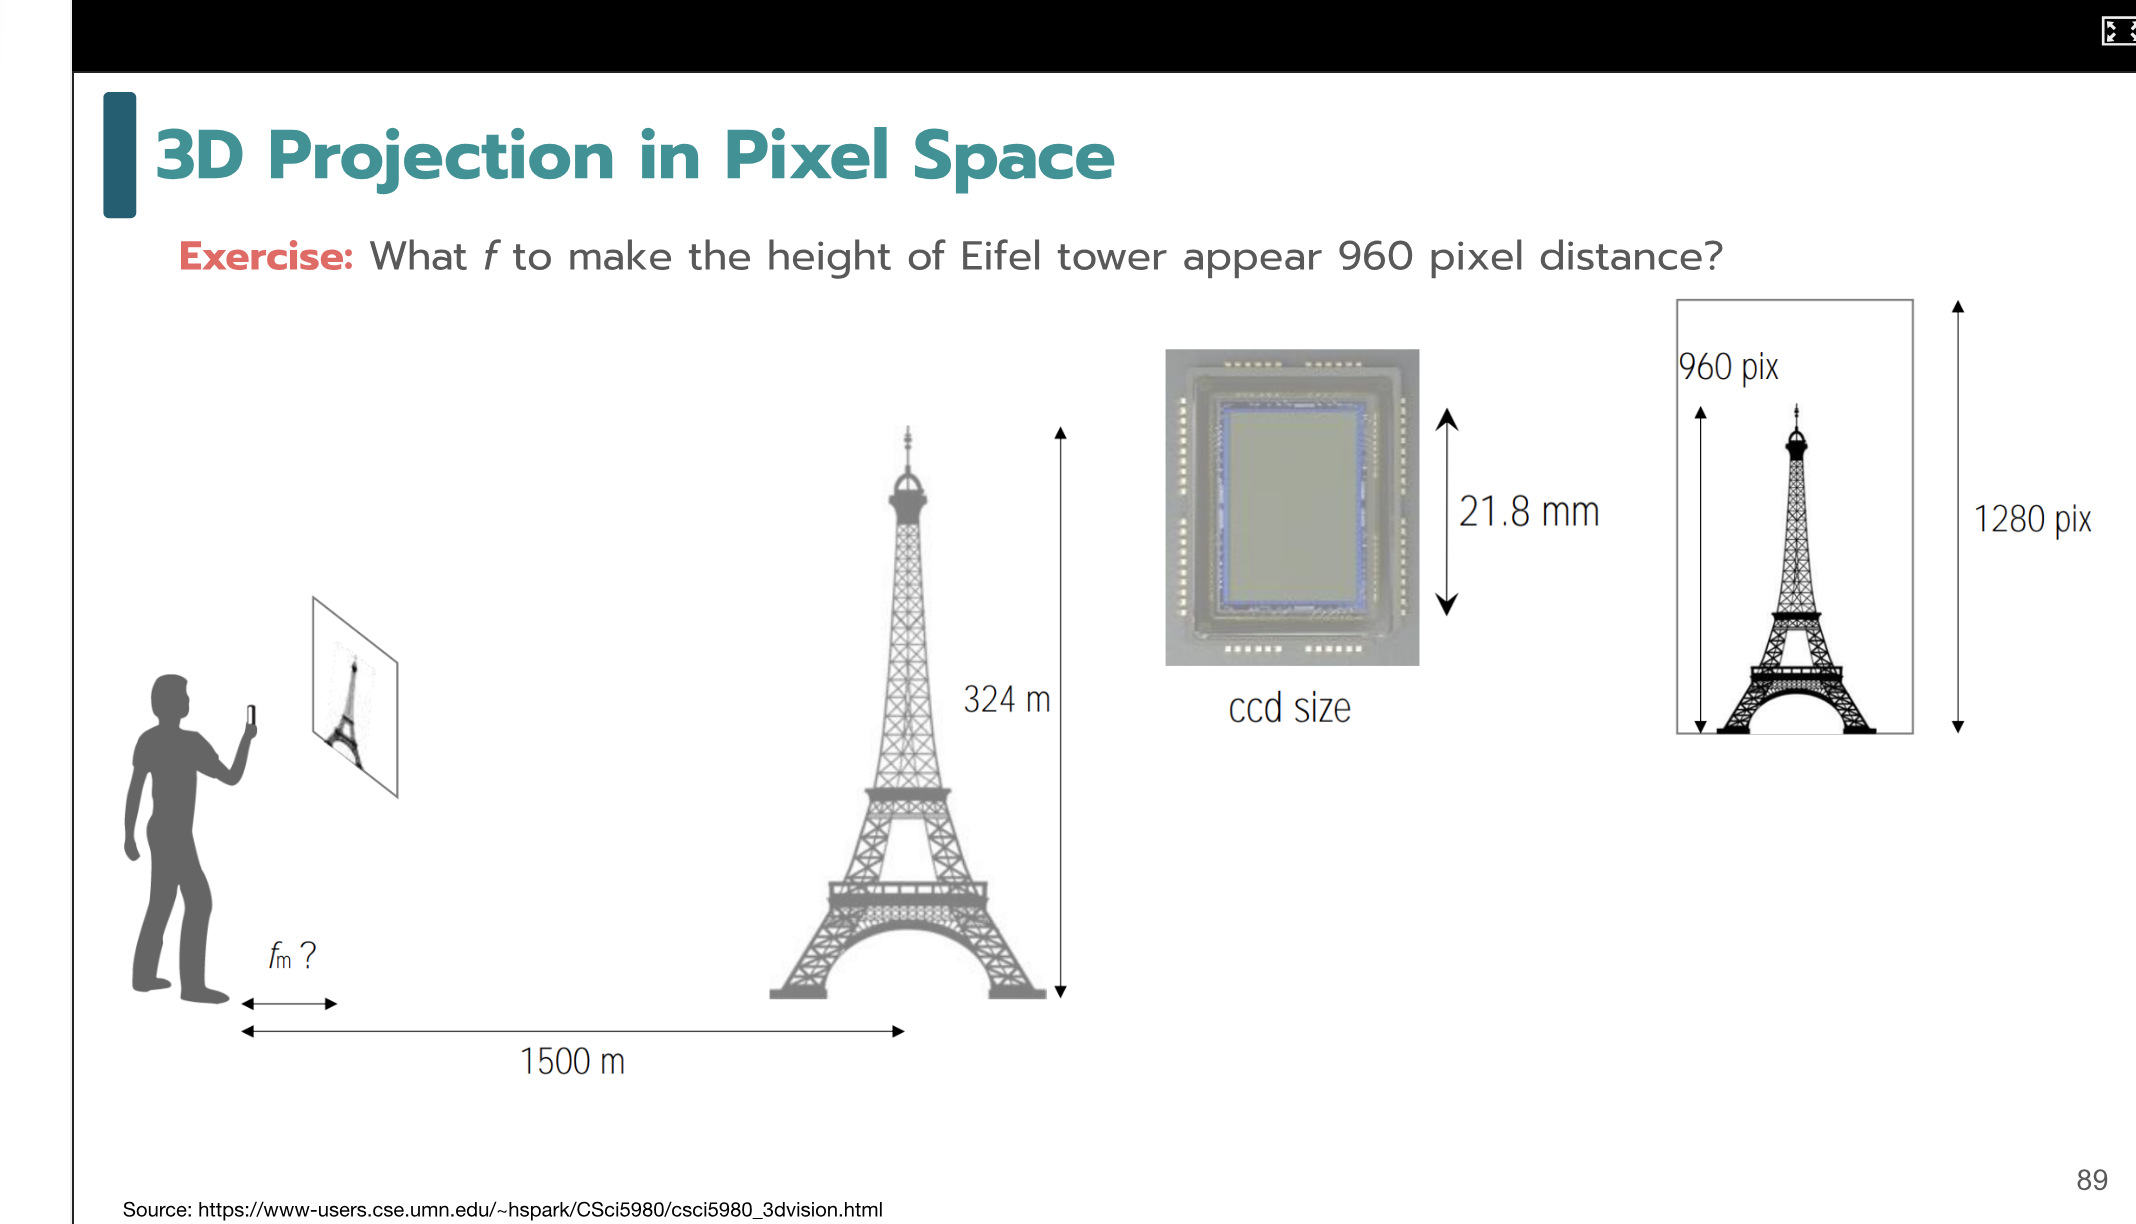 3D Projection in Pixel Space
Exercise: What f to make the height of Eifel tower appear 960 pixel distance?
960 pix
21.8 mm
1280 pix
324 m
ccd size
fm ?
1500 m
89
Source: https://www-users.cse.umn.edu/~hspark/CSci5980/csci5980_3dvision.html